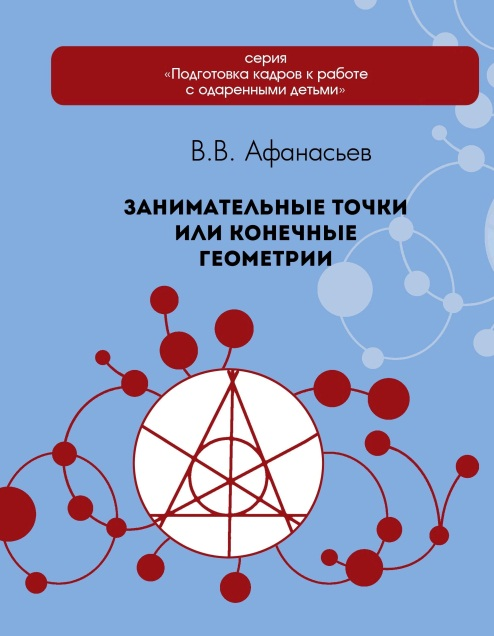 серия
«Подготовка кадров к работе
с одаренными детьми»
В.В. Афанасьев
ЗАНИМАТЕЛЬНЫЕ ТОЧКИ
ИЛИ КОНЕЧНЫЕ
ГЕОМЕТРИИ